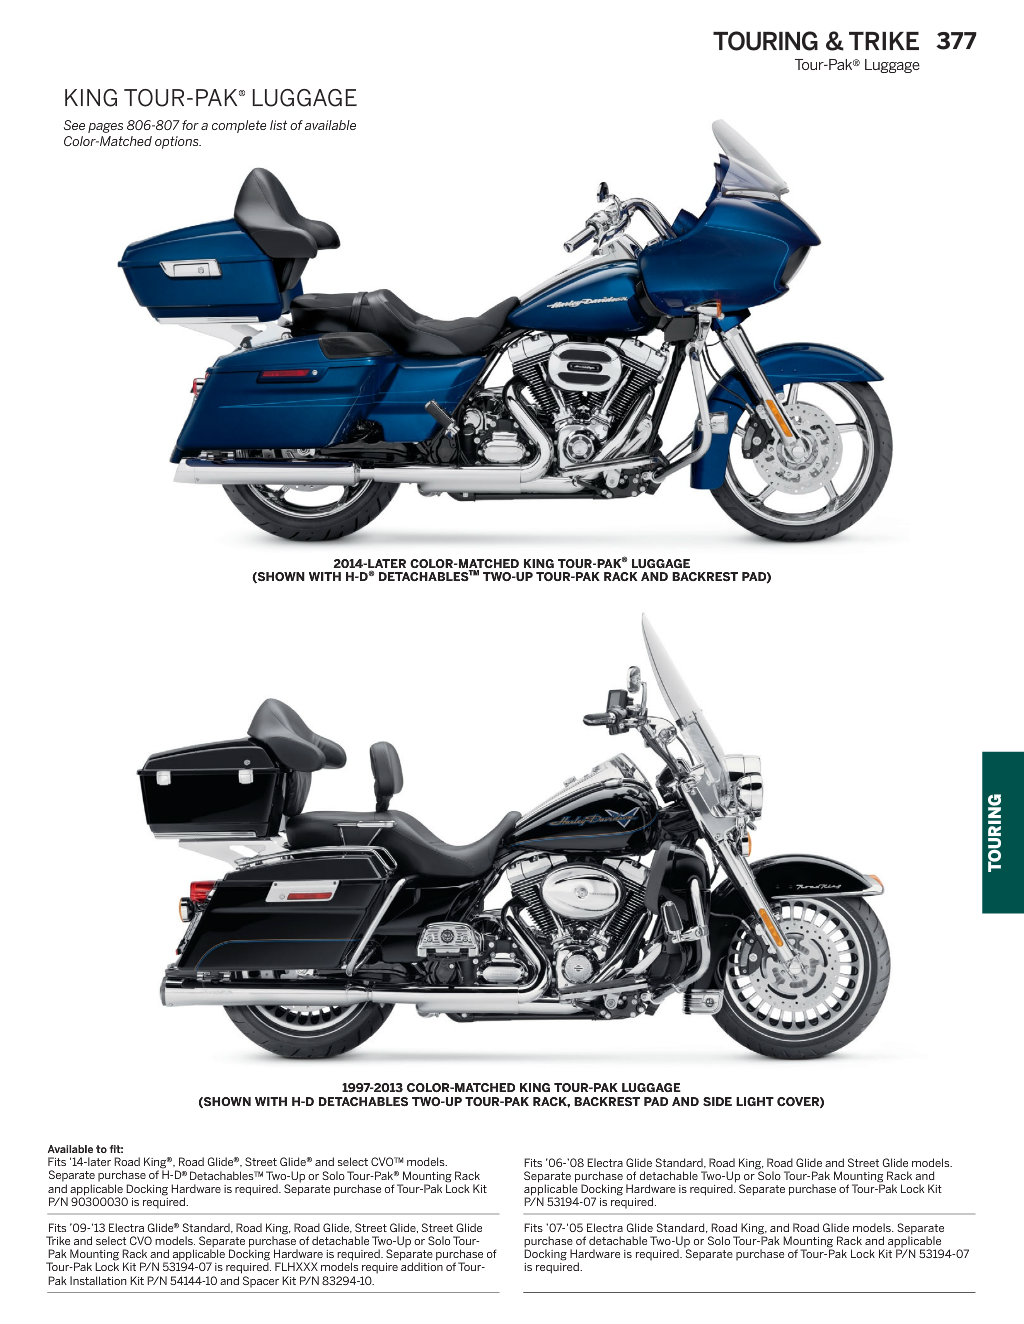 TOURING & TRIKE 377
Tour-Pak® Luggage
KING TOUR-PAK® LUGGAGE
See pages 806-807 for a complete list of available
Color-Matched options.
Harley-Davidson
2014-LATER COLOR-MATCHED KING TOUR-PAK® LUGGAGE
(SHOWN WITH H-D® DETACHABLES™ TWO-UP TOUR-PAK RACK AND BACKREST PAD)
Harley-Davidson
Road King
TOURING
1997-2013 COLOR-MATCHED KING TOUR-PAK LUGGAGE
(SHOWN WITH H-D DETACHABLES TWO-UP TOUR-PAK RACK, BACKREST PAD AND SIDE LIGHT COVER)
Available to fit:
Fits '14-later Road King®, Road Glide®, Street Glide® and select CVO™ models.
Separate purchase of H-D® Detachables™ Two-Up or Solo Tour-Pak® Mounting Rack
and applicable Docking Hardware is required. Separate purchase of Tour-Pak Lock Kit
P/N 90300030 is required.
Fits '09-'13 Electra Glide® Standard, Road King, Road Glide, Street Glide, Street Glide
Trike and select CVO models. Separate purchase of detachable Two-Up or Solo Tour-
Pak Mounting Rack and applicable Docking Hardware is required. Separate purchase of
Tour-Pak Lock Kit P/N 53194-07 is required. FLHXXX models require addition of Tour-
Pak Installation Kit P/N 54144-10 and Spacer Kit P/N 83294-10.
Fits '06-'08 Electra Glide Standard, Road King, Road Glide and Street Glide models.
Separate purchase of detachable Two-Up or Solo Tour-Pak Mounting Rack and
applicable Docking Hardware is required. Separate purchase of Tour-Pak Lock Kit
P/N 53194-07 is required.
Fits '07-'05 Electra Glide Standard, Road King, and Road Glide models. Separate
purchase of detachable Two-Up or Solo Tour-Pak Mounting Rack and applicable
Docking Hardware is required. Separate purchase of Tour-Pak Lock Kit P/N 53194-07
is required.